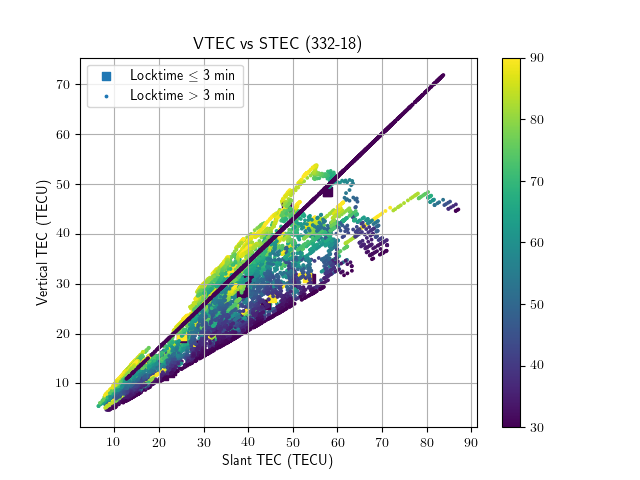 VTEC vs STEC (332-18)
Locktime ≤ 3 min
Locktime > 3 min
Vertical TEC (TECU)
70
60
50
40
30
20
10
10 20 30 40 50 60 70 80 90
Slant TEC (TECU)
90
80
70
60
50
40
30